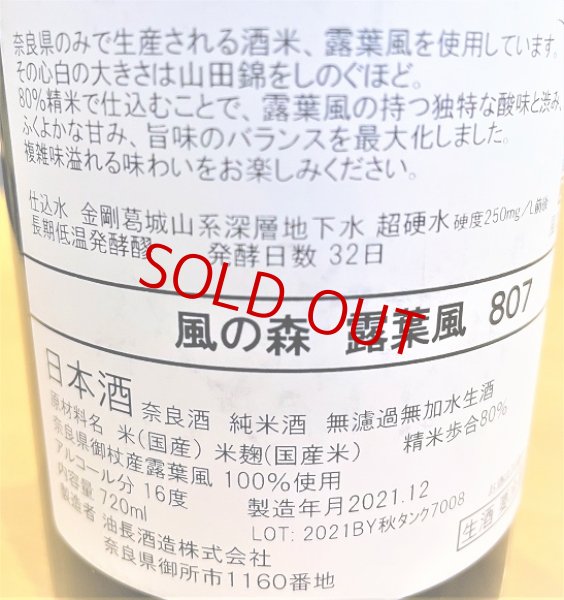 奈良県のみで生産される酒米、露葉風を使用しています。
その心白の大きさは山田錦をしのぐほど。
80%精米で仕込むことで、露葉風の持つ独特な酸味と渋み、
ふくよかな甘み、旨味のバランスを最大化しました。
複雑味溢れる味わいをお楽しみください。
仕込水 金剛葛城山系深層地下水 超硬水 硬度250mg/L前後
長期低温発酵醪 発酵日数 32日
SOLD OUT
風の森 露葉風 807
日本酒 奈良酒 純米酒 無濾過無加水生酒
原材料名 米(国産) 米麹(国産米) 精米歩合80%
奈良県御杖産露葉風 100%使用
アルコール分 16度
内容量 720ml 製造年月2021.12
製造者 油長酒造株式会社 LOT: 2021BY秋タンク7008
奈良県御所市1160番地
生酒